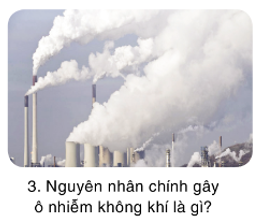 3. Nguyên nhân chính gây
ô nhiễm không khí là gì?